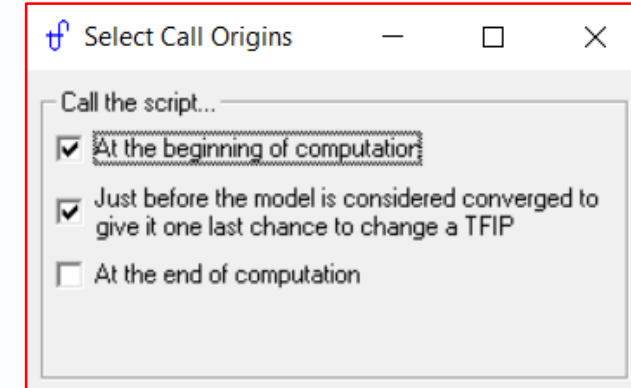 Select Call Origins
Call the script...
At the beginning of computation
Just before the model is considered converged to
give it one last chance to change a TFIP
At the end of computation